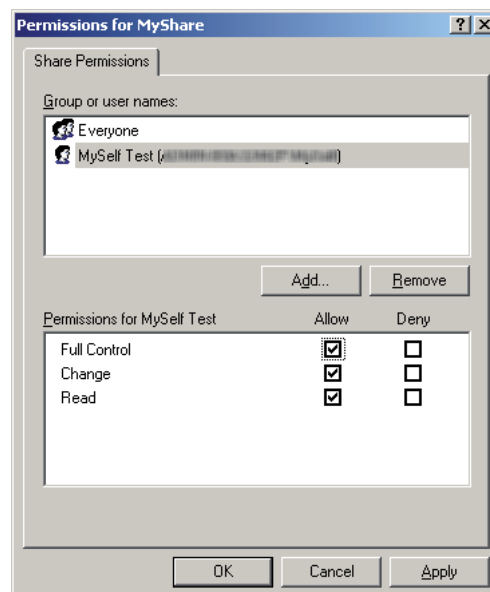 Permissions for MyShare
Share Permissions
Group or user names:
Everyone
MySelf Test (
Add... Remove
Permissions for MySelf Test Allow Deny
Full Control
Change
Read
OK Cancel Apply